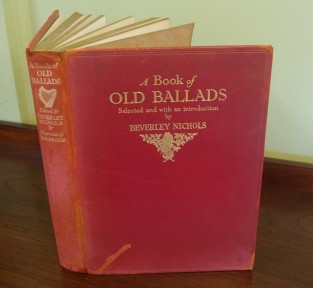 A Book of
OLD BALLADS
Selected and with an introduction
by
BEVERLEY NICHOLS
A Book of
OLD
BALLADS
BEVERLEY
NICHOLS
&